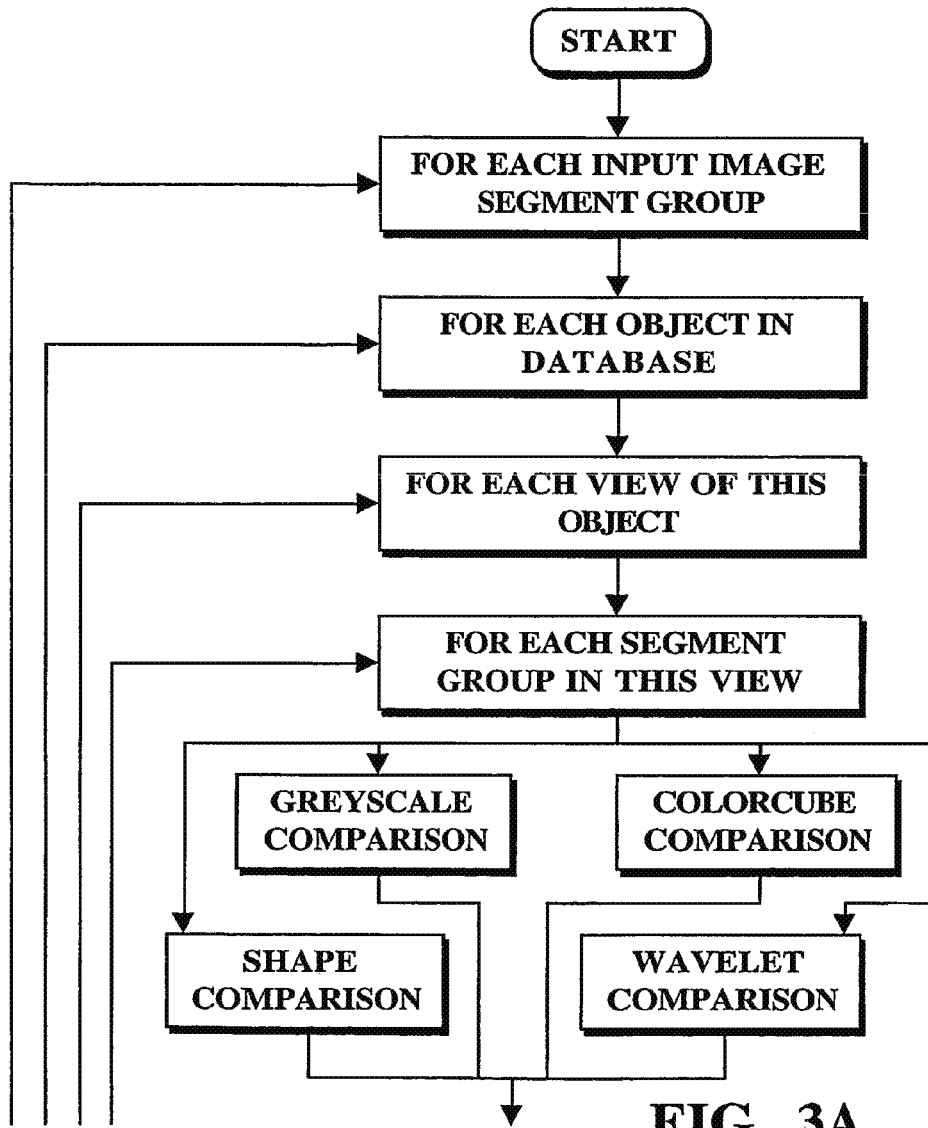 START
FOR EACH INPUT IMAGE
SEGMENT GROUP
FOR EACH OBJECT IN
DATABASE
FOR EACH VIEW OF THIS
OBJECT
FOR EACH SEGMENT
GROUP IN THIS VIEW
GREYSCALE
COMPARISON
COLORCUBE
COMPARISON
SHAPE
COMPARISON
WAVELET
COMPARISON
FIG. 3A